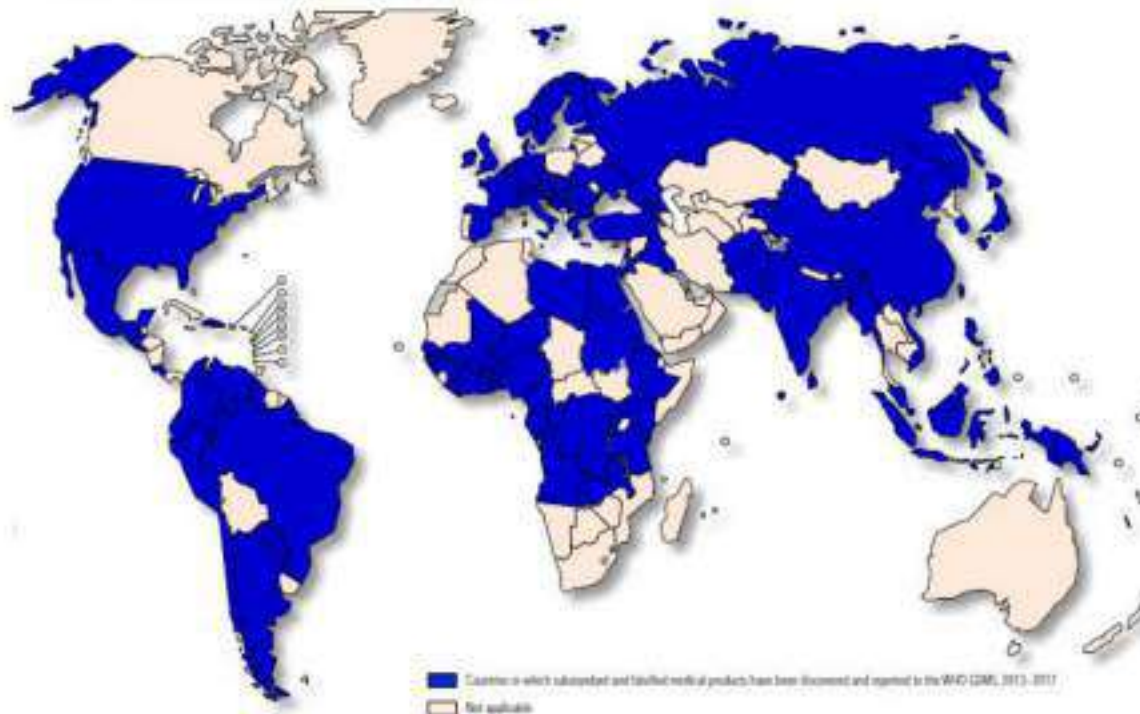 Countries in which substandard and falsified medical products have been discovered and reported to the WHO GSMS, 2013–2017
Not applicable